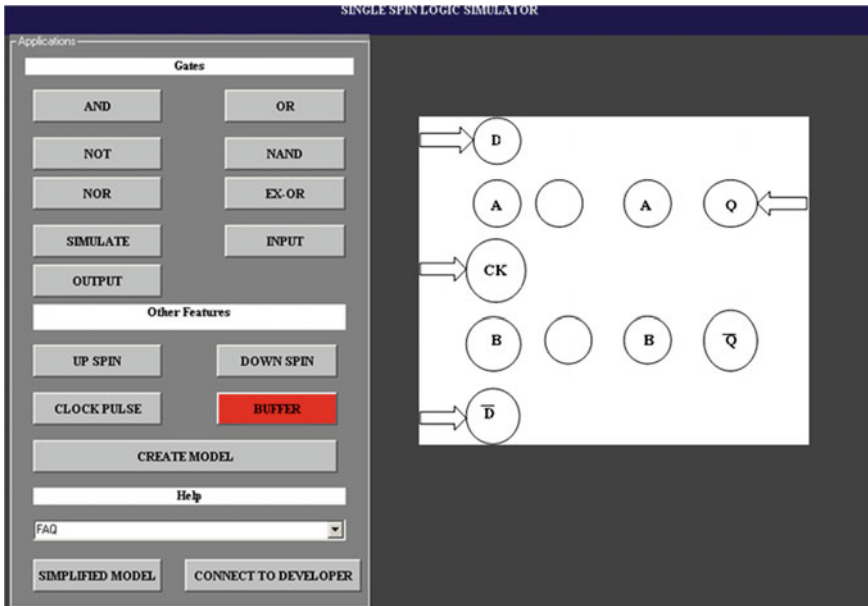 SINGLE SPIN LOGIC SIMULATOR
Applications
Gates
AND
OR
NOT
NAND
NOR
EX-OR
SIMULATE
INPUT
OUTPUT
Other Features
UP SPIN
DOWN SPIN
CLOCK PULSE
BUFFER
CREATE MODEL
Help
FAQ
SIMPLIFIED MODEL
CONNECT TO DEVELOPER
D
A
A
Q
CK
B
B
Q̅
D̅